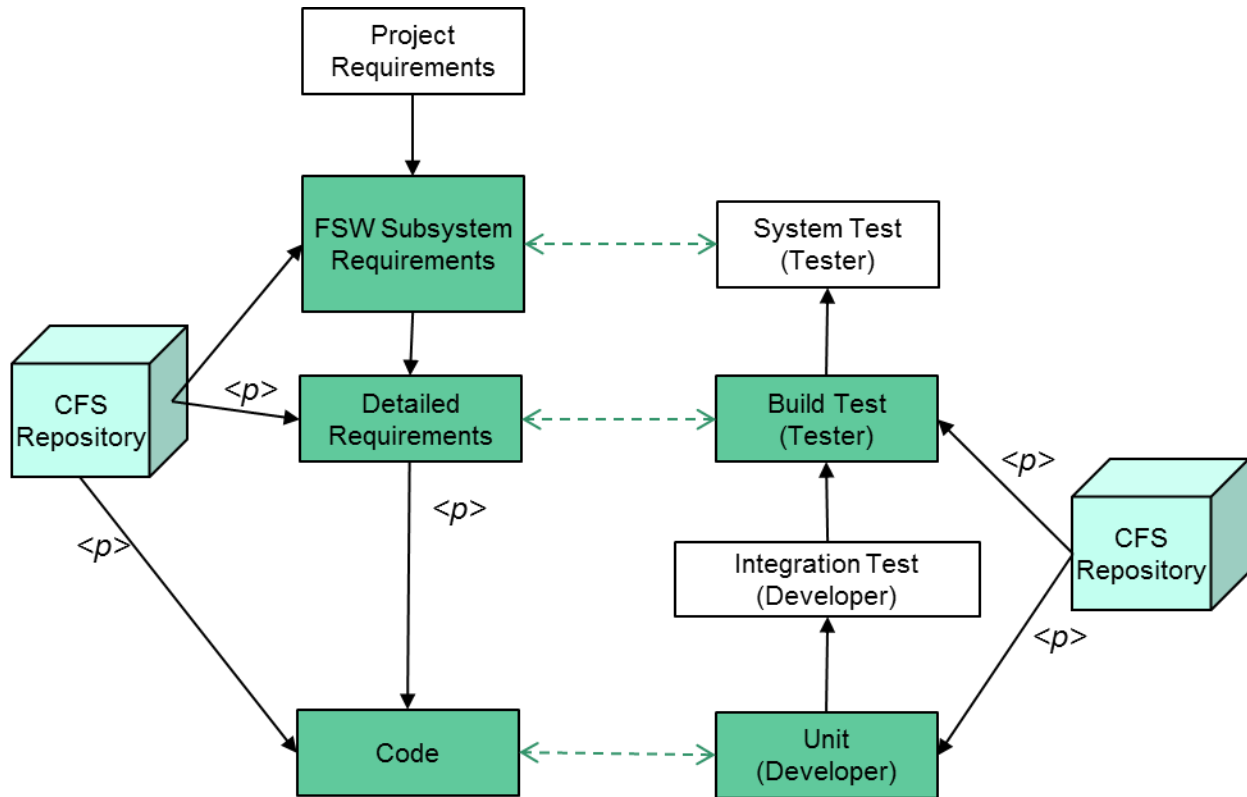 Project
Requirements
FSW Subsystem
Requirements
System Test
(Tester)
<p>
CFS
Repository
Detailed
Requirements
Build Test
(Tester)
<p>
<p>
<p>
Integration Test
(Developer)
CFS
Repository
<p>
Code
Unit
(Developer)